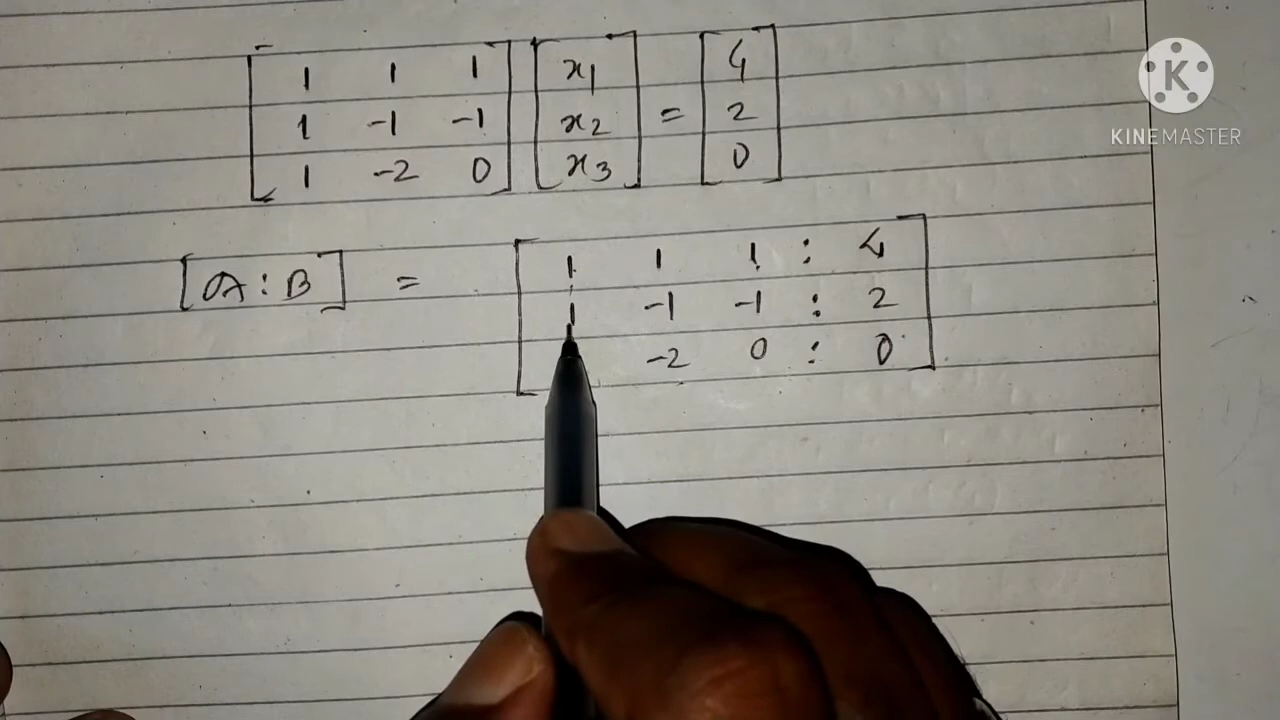 1 1 1 x1 4
1 -1 -1 x2 = 2
1 -2 0 x3 0
[A:B] = 1 1 1 : 4
1 -1 -1 : 2
-2 0 : 0
K
KINEMASTER